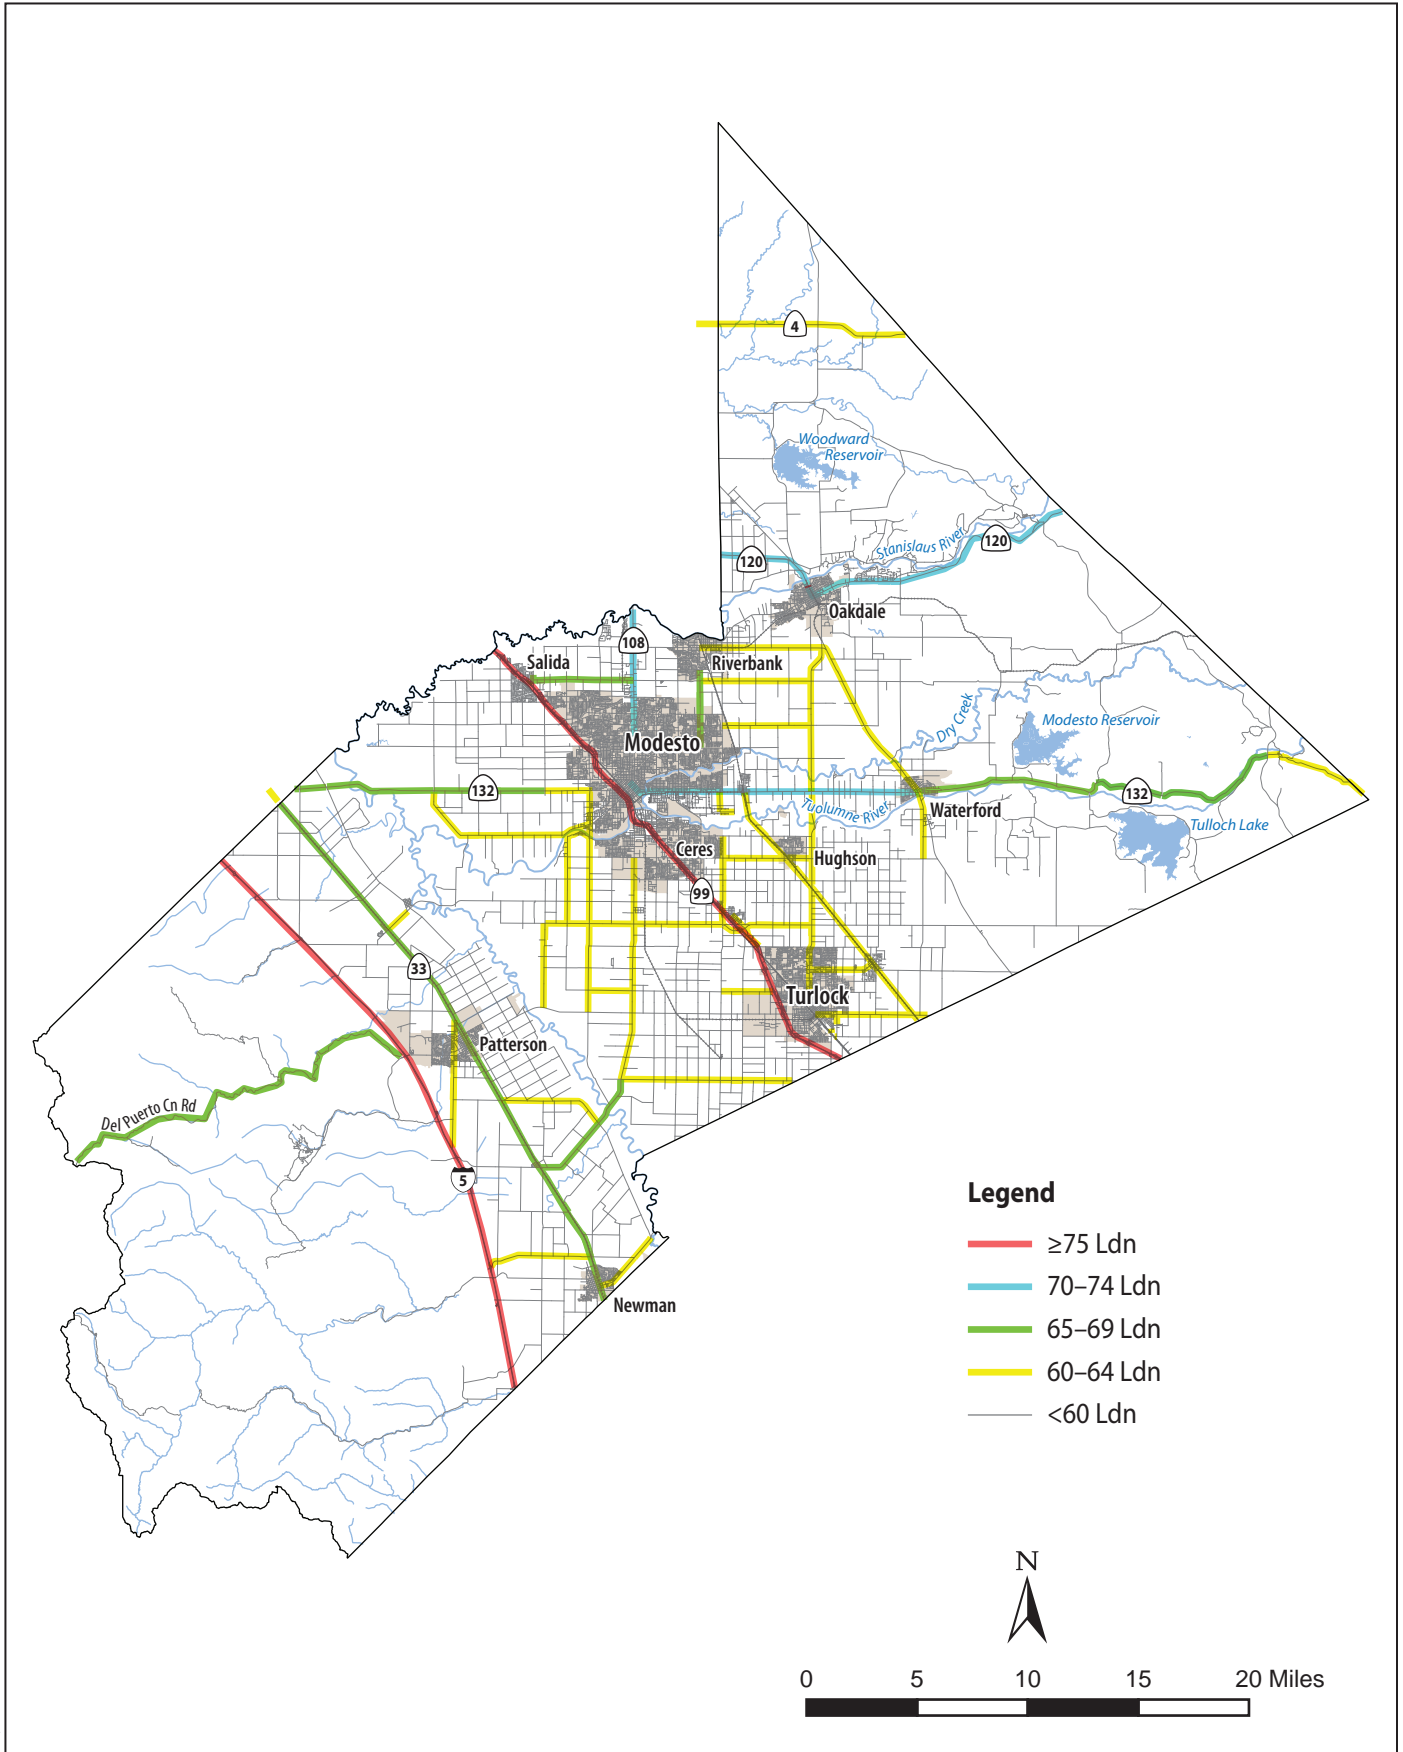 4
Woodward
Reservoir
Stanislaus River
120
120
Oakdale
108
Salida
Riverbank
Dry Creek
Modesto Reservoir
Modesto
132
132
Tuolumne River
Waterford
Tulloch Lake
Ceres
Hughson
99
33
Turlock
Patterson
Del Puerto Cn Rd
5
Newman
Legend
≥75 Ldn
70–74 Ldn
65–69 Ldn
60–64 Ldn
<60 Ldn
N
0 5 10 15 20 Miles